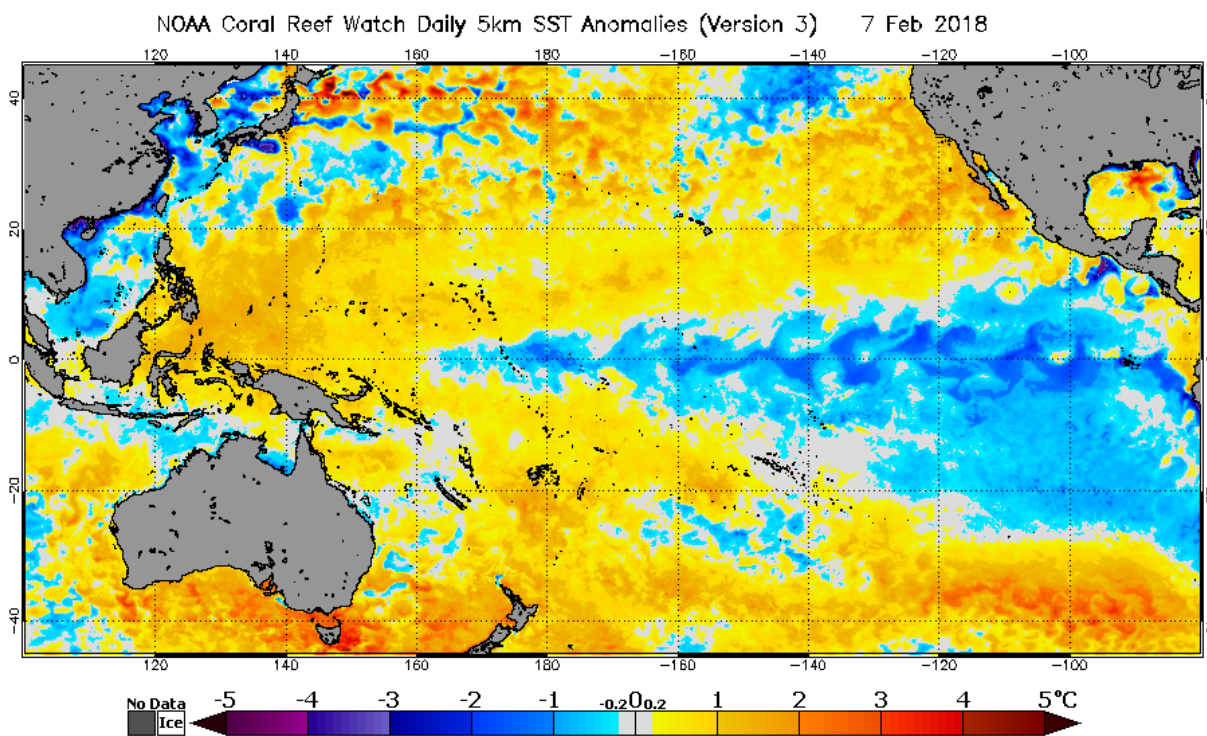 NOAA Coral Reef Watch Daily 5km SST Anomalies (Version 3) 7 Feb 2018
120 140 160 180 -160 -140 -120 -100
40
20
0
-20
-40
120 140 160 180 -160 -140 -120 -100
No Data
Ice
-5 -4 -3 -2 -1 -0.2 0 0.2 1 2 3 4 5°C